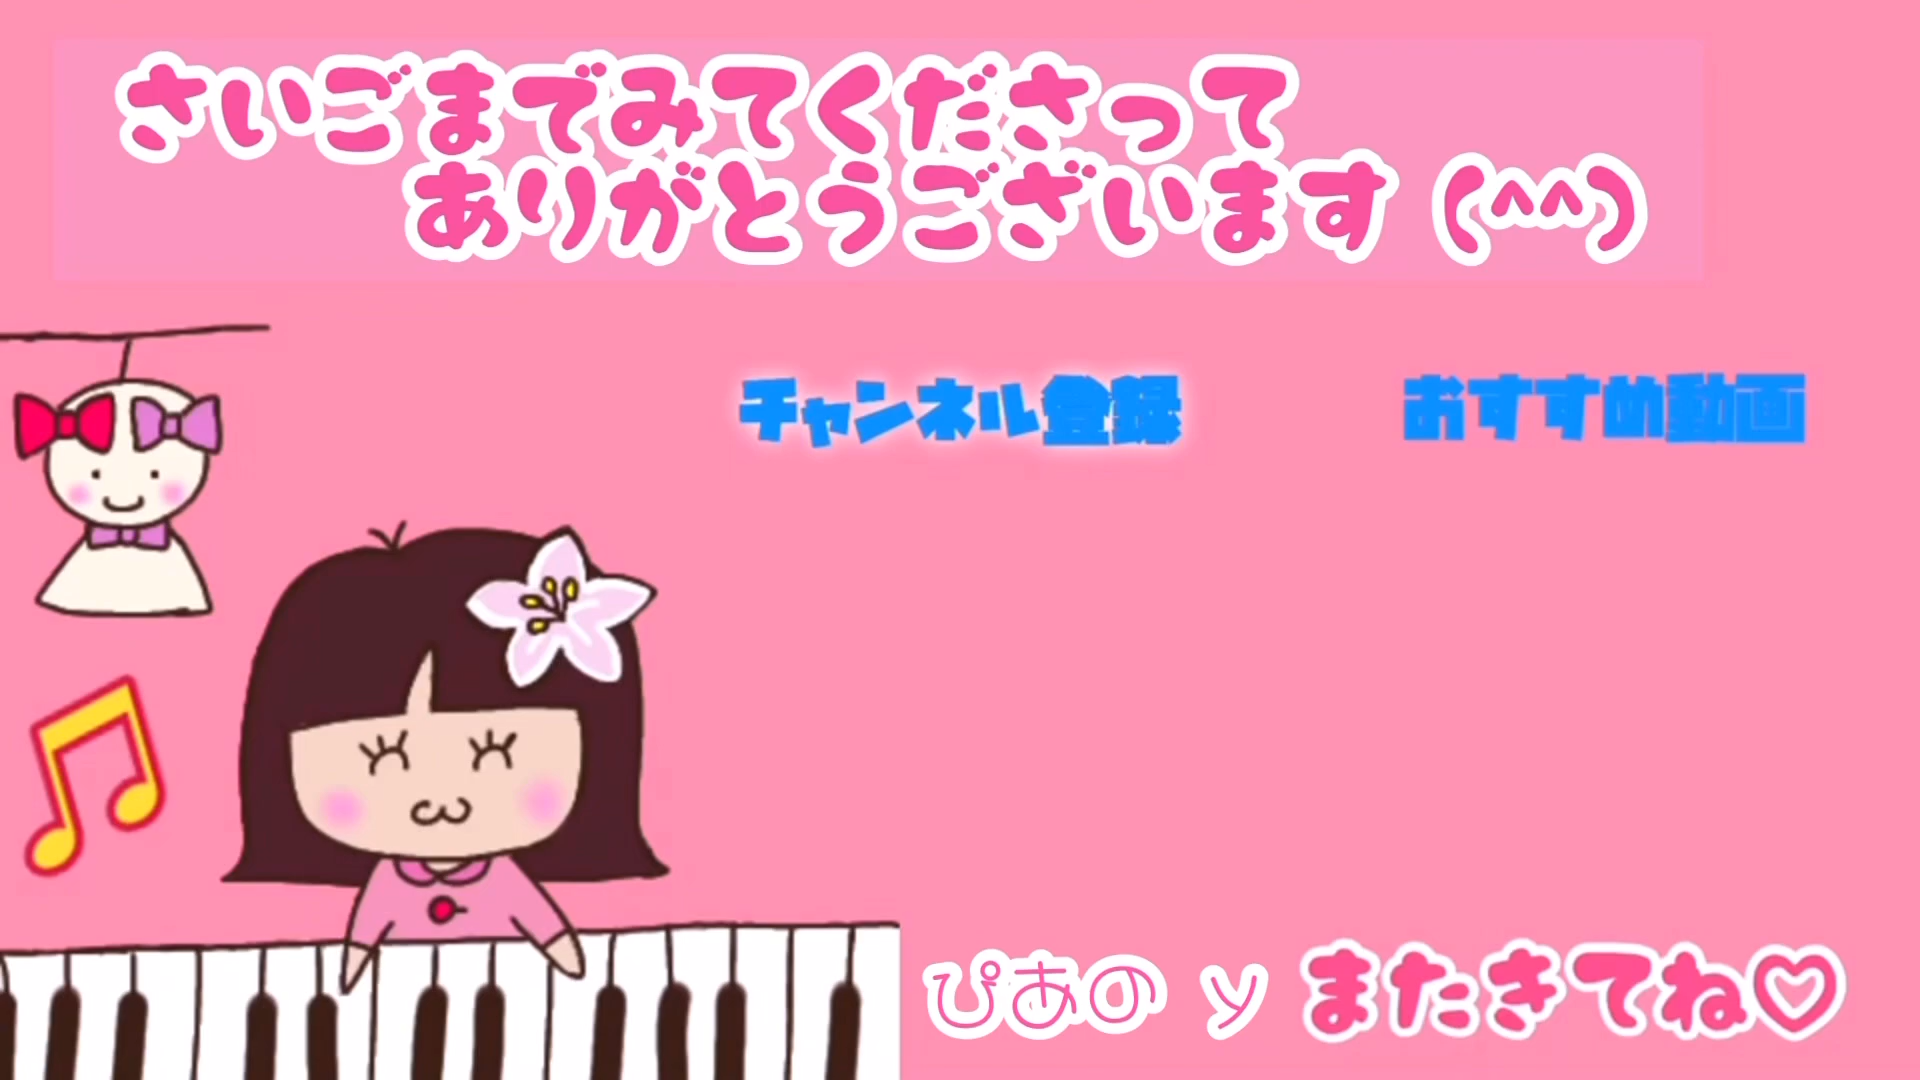 さいごまでみてくださって
ありがとうございます (^^)
チャンネル登録
おすすめ動画
ぴあの y またきてね♡